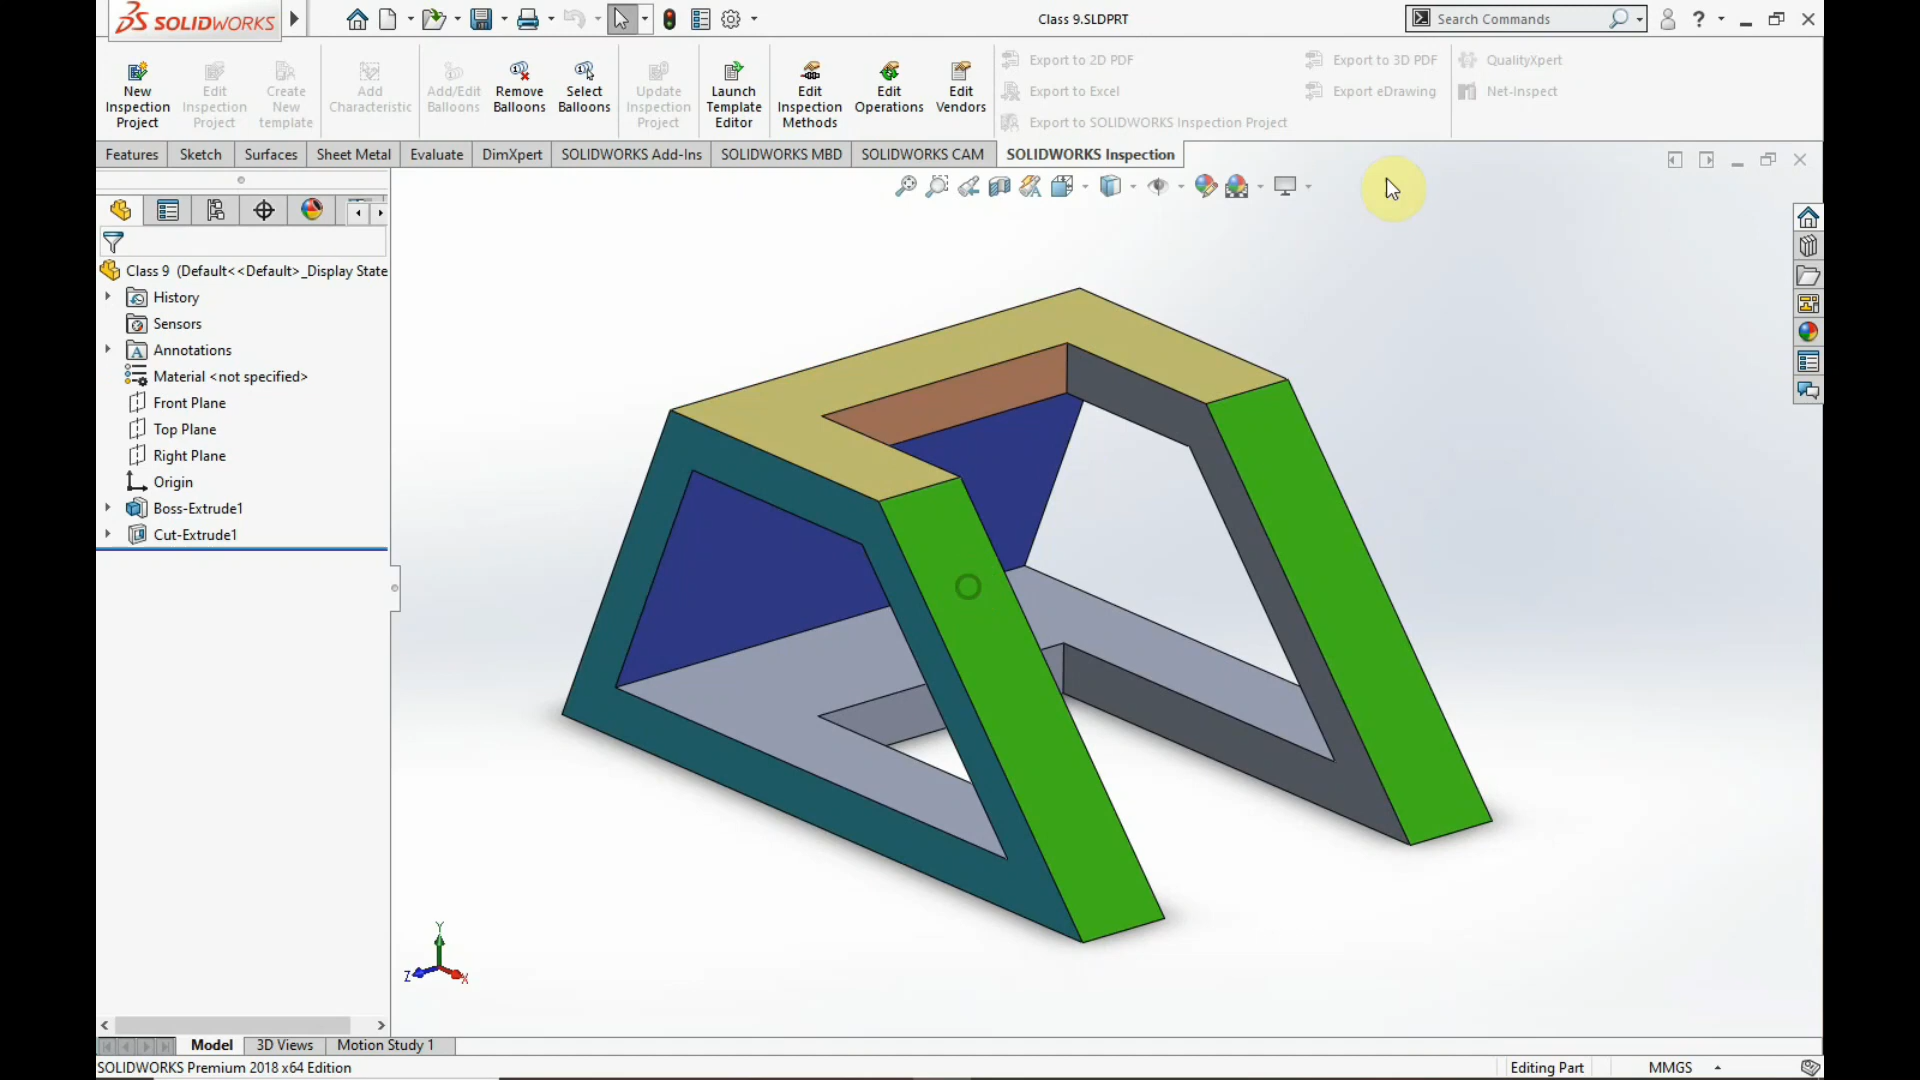 SOLIDWORKS
Class 9.SLDPRT
Search Commands
?
New Inspection Project
Edit Inspection Project
Create New template
Add Characteristic
Add/Edit Balloons
Remove Balloons
Select Balloons
Update Inspection Project
Launch Template Editor
Edit Inspection Methods
Edit Operations
Edit Vendors
Export to 2D PDF
Export to Excel
Export to SOLIDWORKS Inspection Project
Export to 3D PDF
Export eDrawing
QualityXpert
Net-Inspect
Features
Sketch
Surfaces
Sheet Metal
Evaluate
DimXpert
SOLIDWORKS Add-Ins
SOLIDWORKS MBD
SOLIDWORKS CAM
SOLIDWORKS Inspection
Class 9 (Default<<Default>_Display State
History
Sensors
Annotations
Material <not specified>
Front Plane
Top Plane
Right Plane
Origin
Boss-Extrude1
Cut-Extrude1
Y
Z
X
Model
3D Views
Motion Study 1
SOLIDWORKS Premium 2018 x64 Edition
Editing Part
MMGS